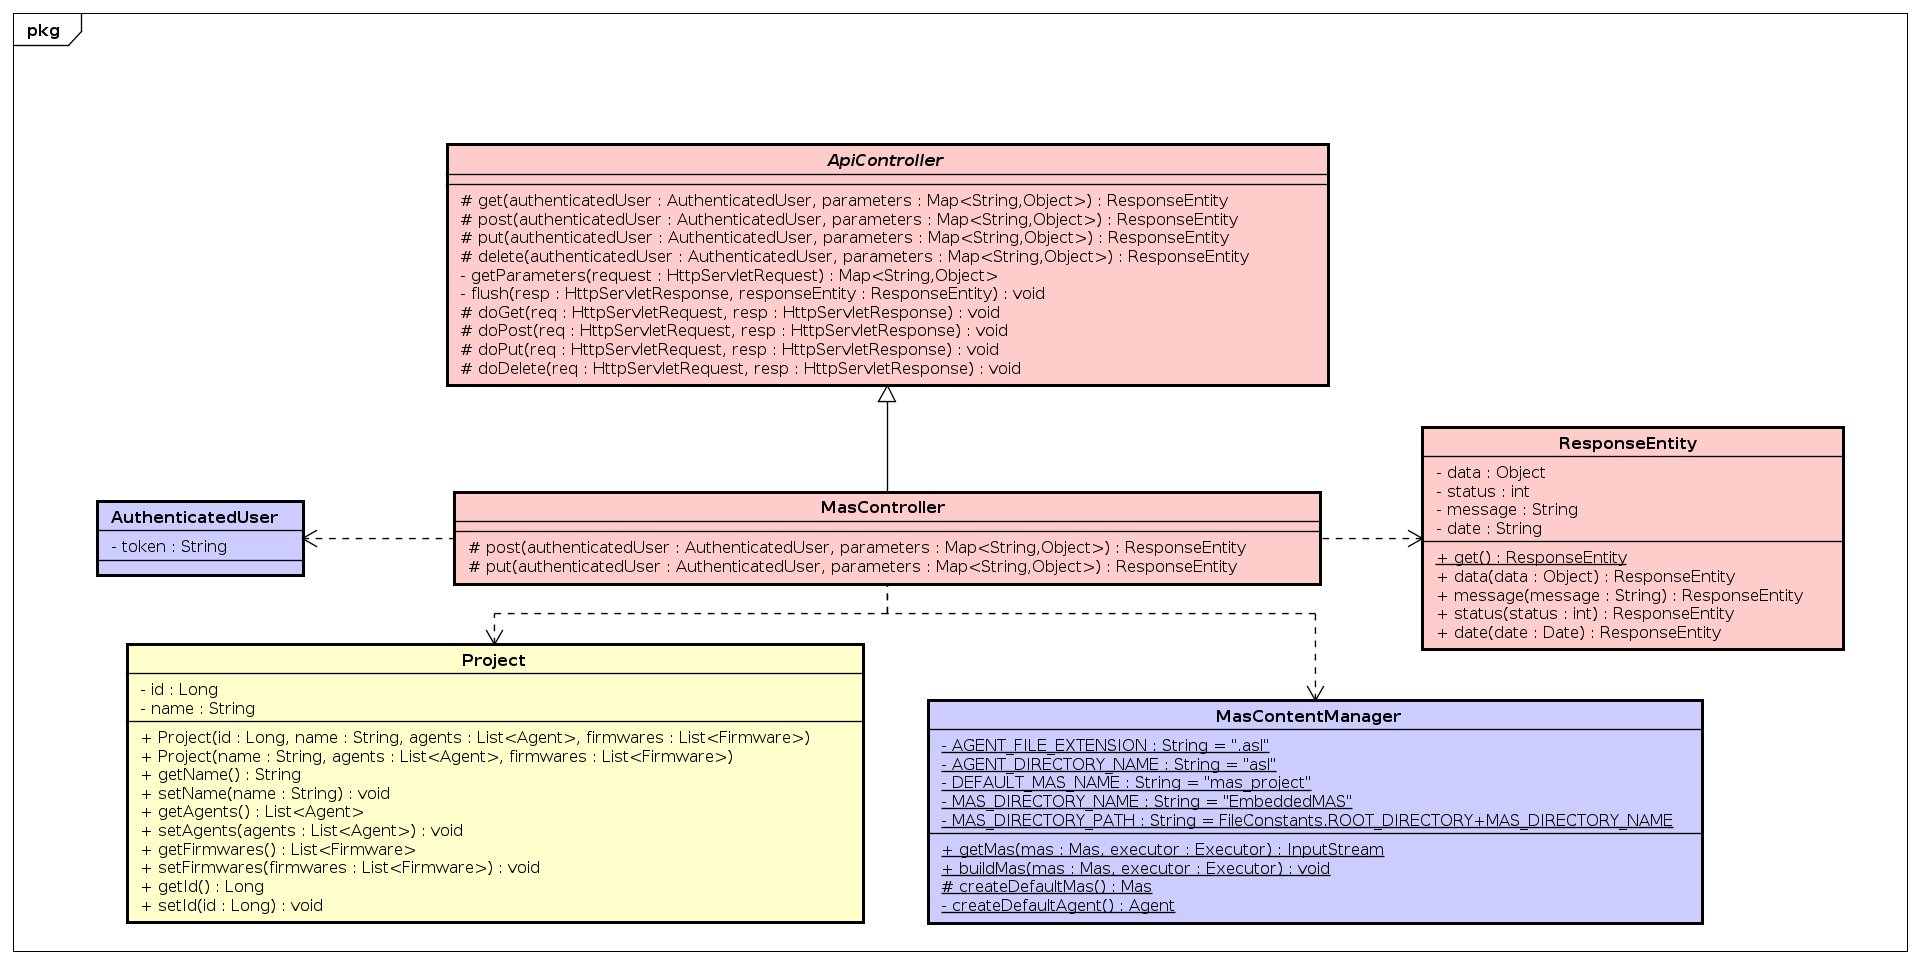 pkg
ApiController
# get(authenticatedUser : AuthenticatedUser, parameters : Map<String,Object>) : ResponseEntity
# post(authenticatedUser : AuthenticatedUser, parameters : Map<String,Object>) : ResponseEntity
# put(authenticatedUser : AuthenticatedUser, parameters : Map<String,Object>) : ResponseEntity
# delete(authenticatedUser : AuthenticatedUser, parameters : Map<String,Object>) : ResponseEntity
- getParameters(request : HttpServletRequest) : Map<String,Object>
- flush(resp : HttpServletResponse, responseEntity : ResponseEntity) : void
# doGet(req : HttpServletRequest, resp : HttpServletResponse) : void
# doPost(req : HttpServletRequest, resp : HttpServletResponse) : void
# doPut(req : HttpServletRequest, resp : HttpServletResponse) : void
# doDelete(req : HttpServletRequest, resp : HttpServletResponse) : void
AuthenticatedUser
- token : String
MasController
# post(authenticatedUser : AuthenticatedUser, parameters : Map<String,Object>) : ResponseEntity
# put(authenticatedUser : AuthenticatedUser, parameters : Map<String,Object>) : ResponseEntity
ResponseEntity
- data : Object
- status : int
- message : String
- date : String
+ get() : ResponseEntity
+ data(data : Object) : ResponseEntity
+ message(message : String) : ResponseEntity
+ status(status : int) : ResponseEntity
+ date(date : Date) : ResponseEntity
Project
- id : Long
- name : String
+ Project(id : Long, name : String, agents : List<Agent>, firmwares : List<Firmware>)
+ Project(name : String, agents : List<Agent>, firmwares : List<Firmware>)
+ getName() : String
+ setName(name : String) : void
+ getAgents() : List<Agent>
+ setAgents(agents : List<Agent>) : void
+ getFirmwares() : List<Firmware>
+ setFirmwares(firmwares : List<Firmware>) : void
+ getId() : Long
+ setId(id : Long) : void
MasContentManager
- AGENT_FILE_EXTENSION : String = ".asl"
- AGENT_DIRECTORY_NAME : String = "asl"
- DEFAULT_MAS_NAME : String = "mas_project"
- MAS_DIRECTORY_NAME : String = "EmbeddedMAS"
- MAS_DIRECTORY_PATH : String = FileConstants.ROOT_DIRECTORY+MAS_DIRECTORY_NAME
+ getMas(mas : Mas, executor : Executor) : InputStream
+ buildMas(mas : Mas, executor : Executor) : void
# createDefaultMas() : Mas
- createDefaultAgent() : Agent